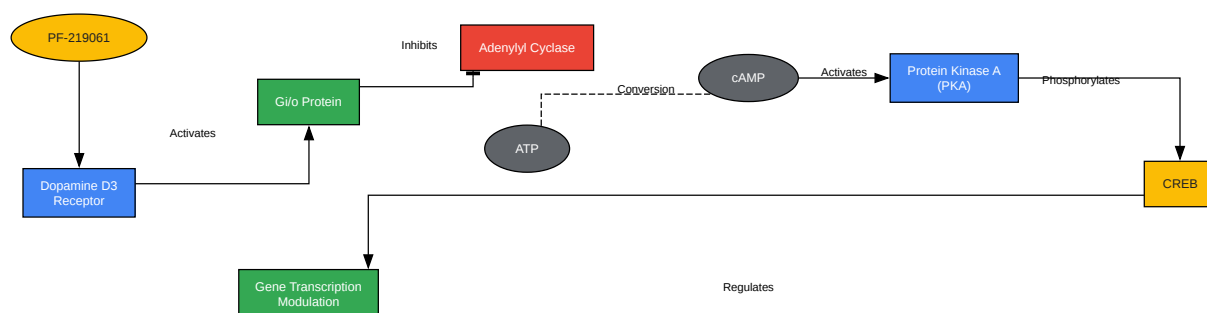 PF-219061
Inhibits
Adenylyl Cyclase
cAMP
Activates
Protein Kinase A
(PKA)
Phosphorylates
Conversion
Gi/o Protein
Activates
ATP
Dopamine D3
Receptor
CREB
Gene Transcription
Modulation
Regulates